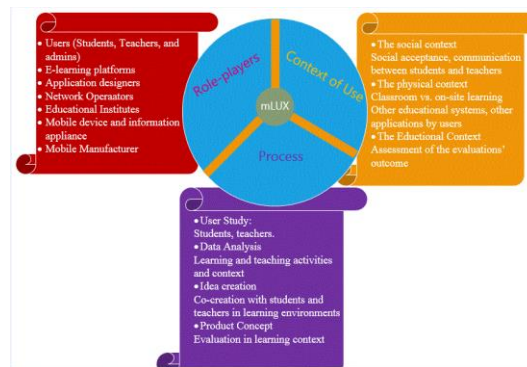 • Users (Students, Teachers, and
admins)
• E-learning platforms
• Application designers
• Network Operators
• Educational Institutes
• Mobile device and information
appliance
• Mobile Manufacturer
Role-players
Context of Use
mLUX
Process
• The social context
Social acceptance, communication
between students and teachers
• The physical context
Classroom vs. on-site learning
Other educational systems, other
applications by users
• The Eductional Context
Assessment of the evaluations'
outcome
• User Study:
Students, teachers.
• Data Analysis
Learning and teaching activities
and context
• Idea creation
Co-creation with students and
teachers in learning environments
• Product Concept
Evaluation in learning context